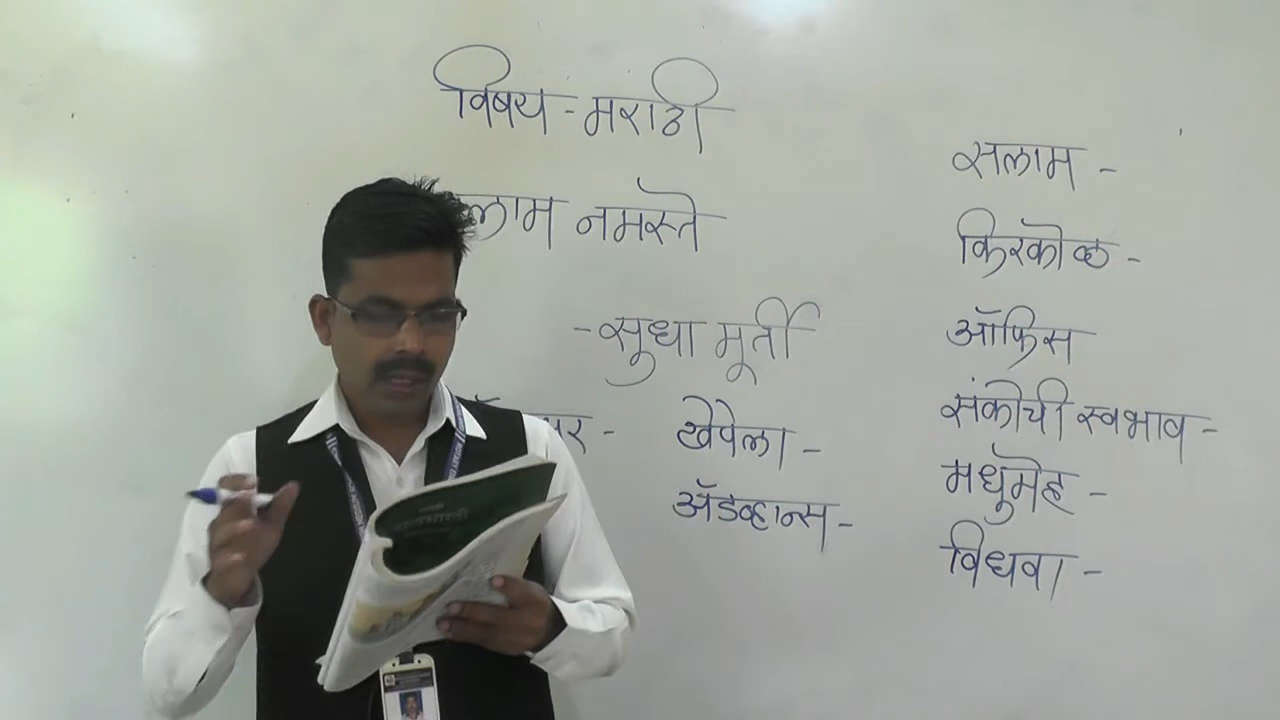 विषय - मराठी
लाम नमस्ते
- सुधा मूर्ती
खेपेला -
ॲडव्हान्स -
सलाम -
किरकोळ -
ऑफिस
संकोची स्वभाव -
मधुमेह -
विधवा -